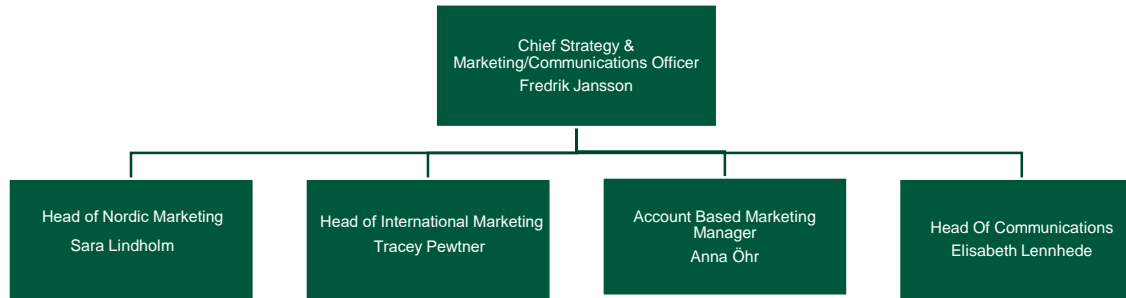 Chief Strategy &
Marketing/Communications Officer
Fredrik Jansson
Head of Nordic Marketing
Sara Lindholm
Head of International Marketing
Tracey Pewtner
Account Based Marketing
Manager
Anna Öhr
Head Of Communications
Elisabeth Lennhede